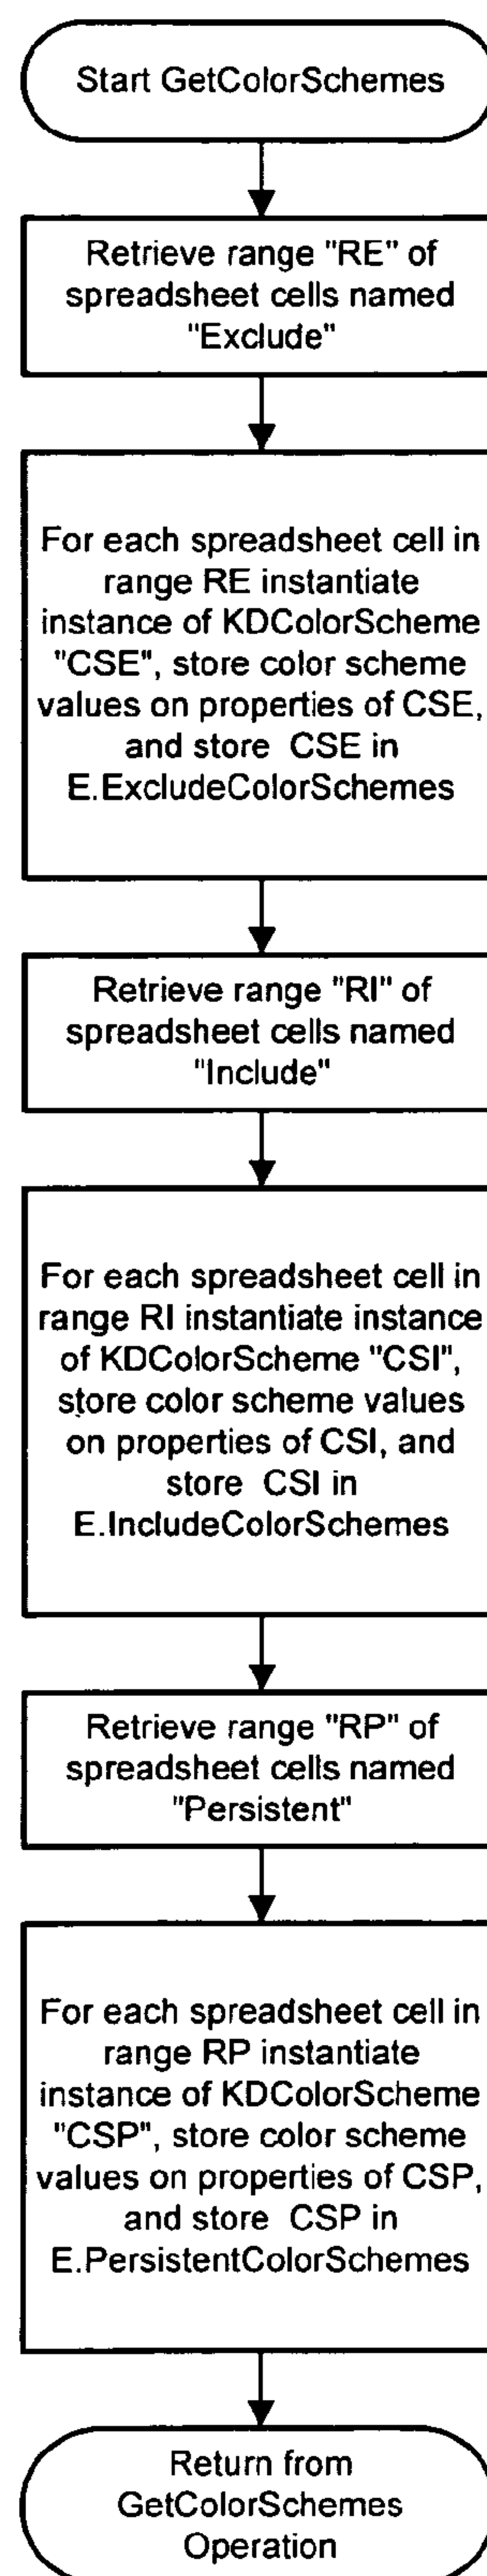 Start GetColorSchemes
Retrieve range "RE" of
spreadsheet cells named
"Exclude"
For each spreadsheet cell in
range RE instantiate
instance of KDColorScheme
"CSE", store color scheme
values on properties of CSE,
and store CSE in
E.ExcludeColorSchemes
Retrieve range "RI" of
spreadsheet cells named
"Include"
For each spreadsheet cell in
range RI instantiate instance
of KDColorScheme "CSI",
store color scheme values
on properties of CSI, and
store CSI in
E.IncludeColorSchemes
Retrieve range "RP" of
spreadsheet cells named
"Persistent"
For each spreadsheet cell in
range RP instantiate
instance of KDColorScheme
"CSP", store color scheme
values on properties of CSP,
and store CSP in
E.PersistentColorSchemes
Return from
GetColorSchemes
Operation